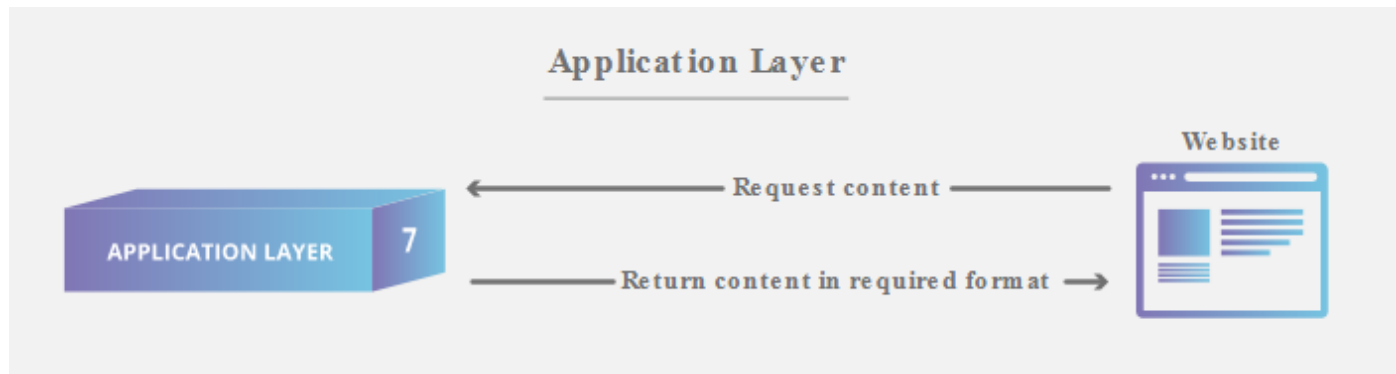 Application Layer
Website
Request content
APPLICATION LAYER 7
Return content in required format